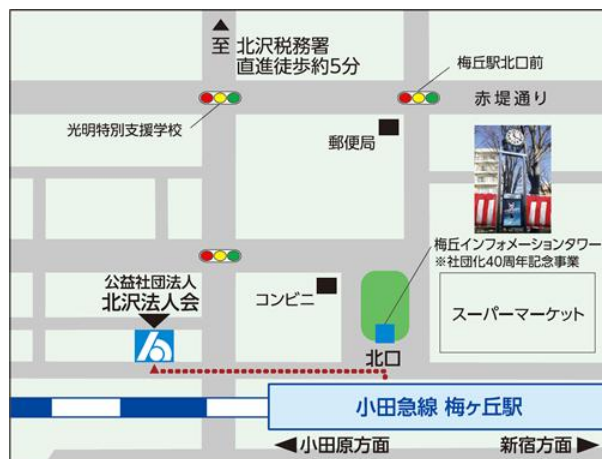 至 北沢税務署
直進徒歩約5分
梅丘駅北口前
赤堤通り
光明特別支援学校
郵便局
梅丘インフォメーションタワー
※社団化40周年記念事業
公益社団法人
北沢法人会
コンビニ
スーパーマーケット
北口
小田急線 梅ヶ丘駅
◀小田原方面
新宿方面▶